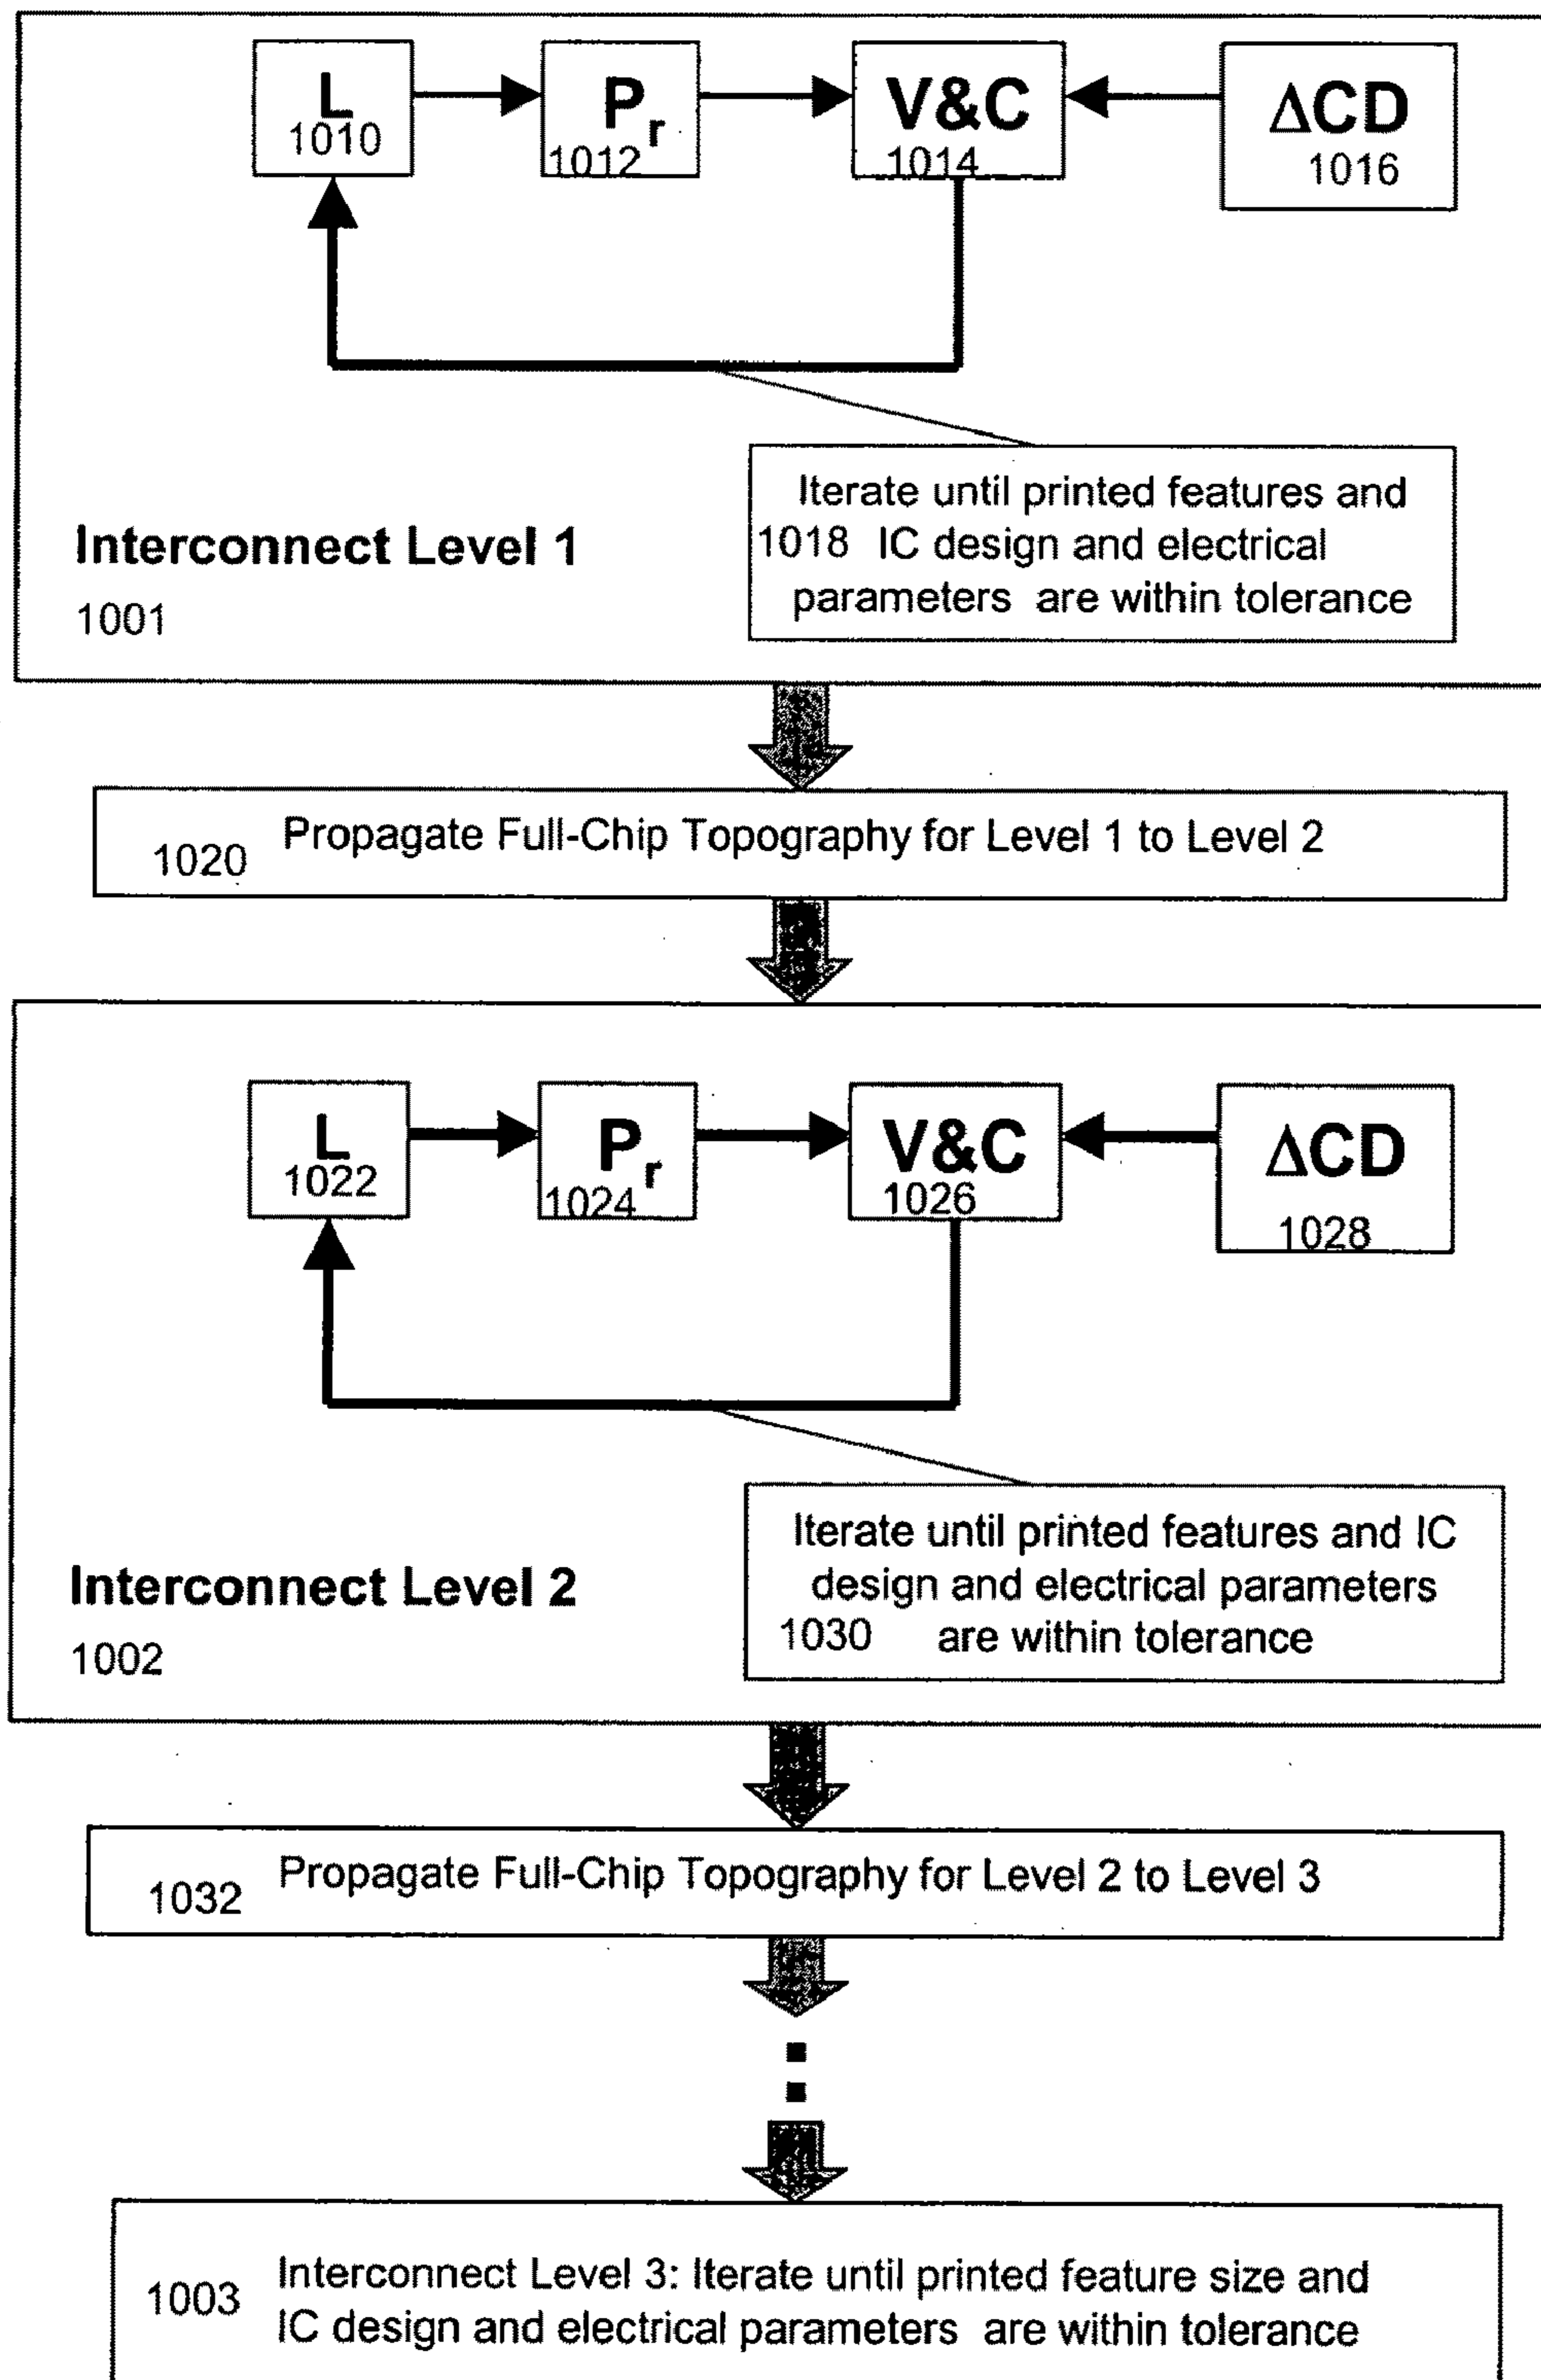 L
1010
Pr
1012
V&C
1014
ΔCD
1016
Iterate until printed features and
1018 IC design and electrical
parameters are within tolerance
Interconnect Level 1
1001
Propagate Full-Chip Topography for Level 1 to Level 2
1020
L
1022
Pr
1024
V&C
1026
ΔCD
1028
Iterate until printed features and IC
design and electrical parameters
1030 are within tolerance
Interconnect Level 2
1002
Propagate Full-Chip Topography for Level 2 to Level 3
1032
1003 Interconnect Level 3: Iterate until printed feature size and
IC design and electrical parameters are within tolerance